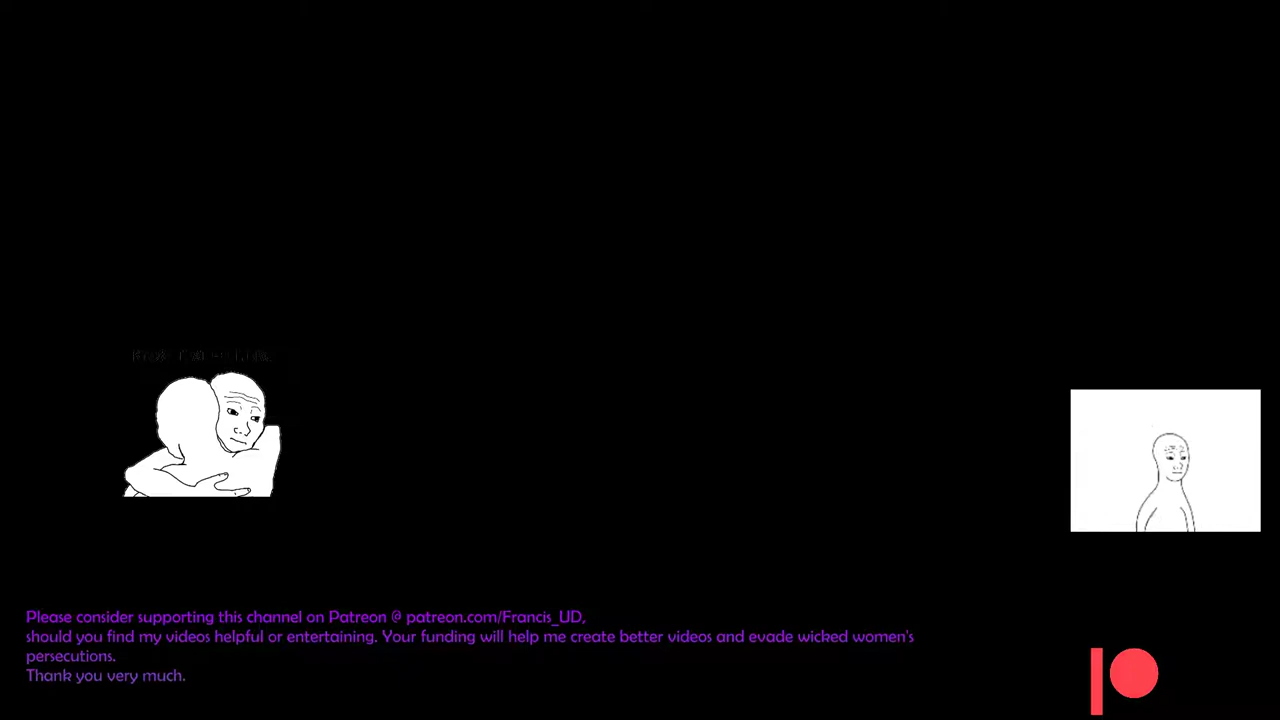 Please consider supporting this channel on Patreon @ patreon.com/Francis_UD,
should you find my videos helpful or entertaining. Your funding will help me create better videos and evade wicked women's
persecutions.
Thank you very much.